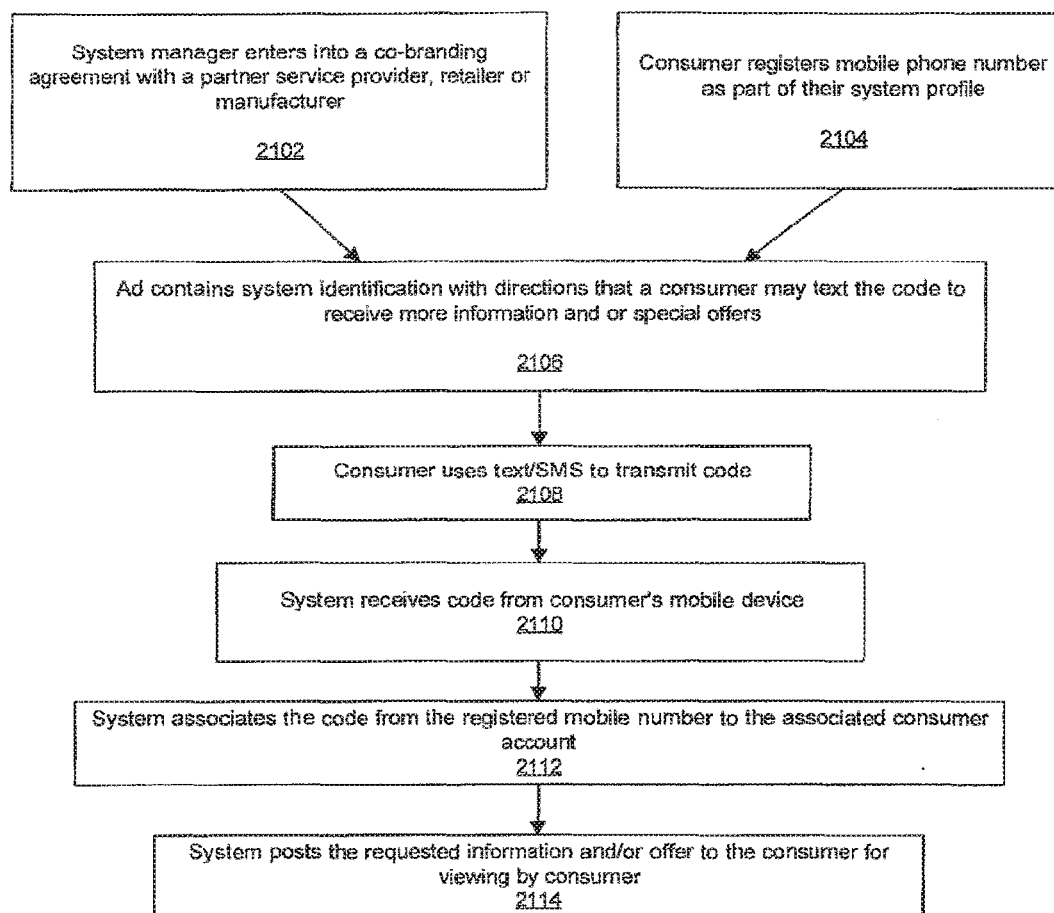 System manager enters into a co-branding
agreement with a partner service provider, retailer or
manufacturer
2102
Consumer registers mobile phone number
as part of their system profile
2104
Ad contains system identification with directions that a consumer may text the code to
receive more information and or special offers
2106
Consumer uses text/SMS to transmit code
2108
System receives code from consumer's mobile device
2110
System associates the code from the registered mobile number to the associated consumer
account
2112
System posts the requested information and/or offer to the consumer for
viewing by consumer
2114